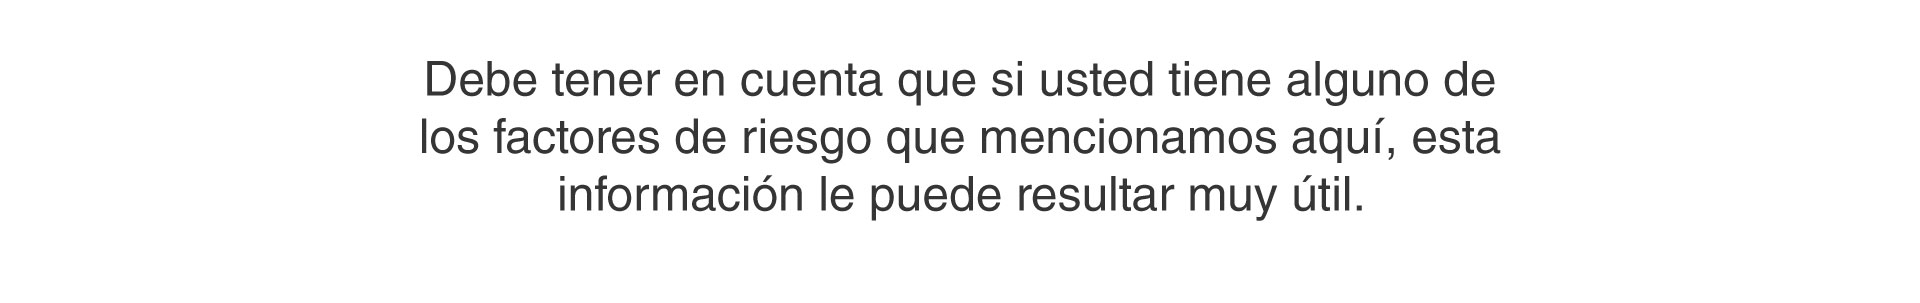 Debe tener en cuenta que si usted tiene alguno de
los factores de riesgo que mencionamos aquí, esta
información le puede resultar muy útil.